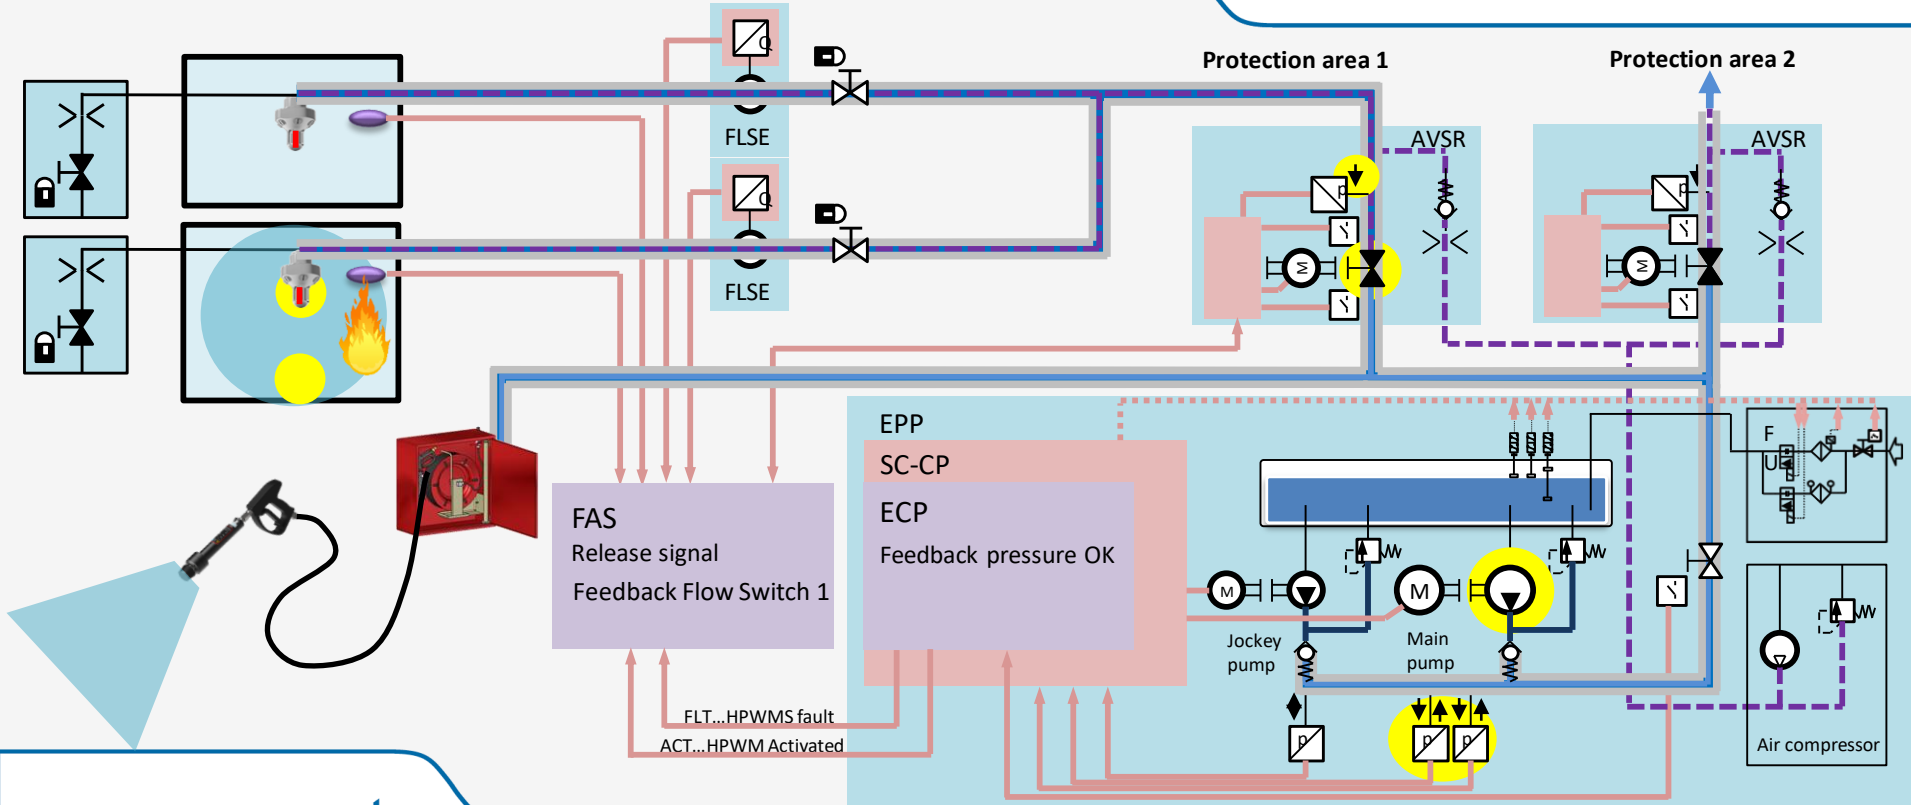 Protection area 1
Protection area 2
Q
FLSE
AVSR
AVSR
p
p
Q
FLSE
M
M
EPP
SC-CP
F
U
FAS
ECP
Release signal
Feedback pressure OK
Feedback Flow Switch 1
M
M
Jockey
pump
Main
pump
FLT...HPWMS fault
ACT...HPWM Activated
p
p
p
Air compressor